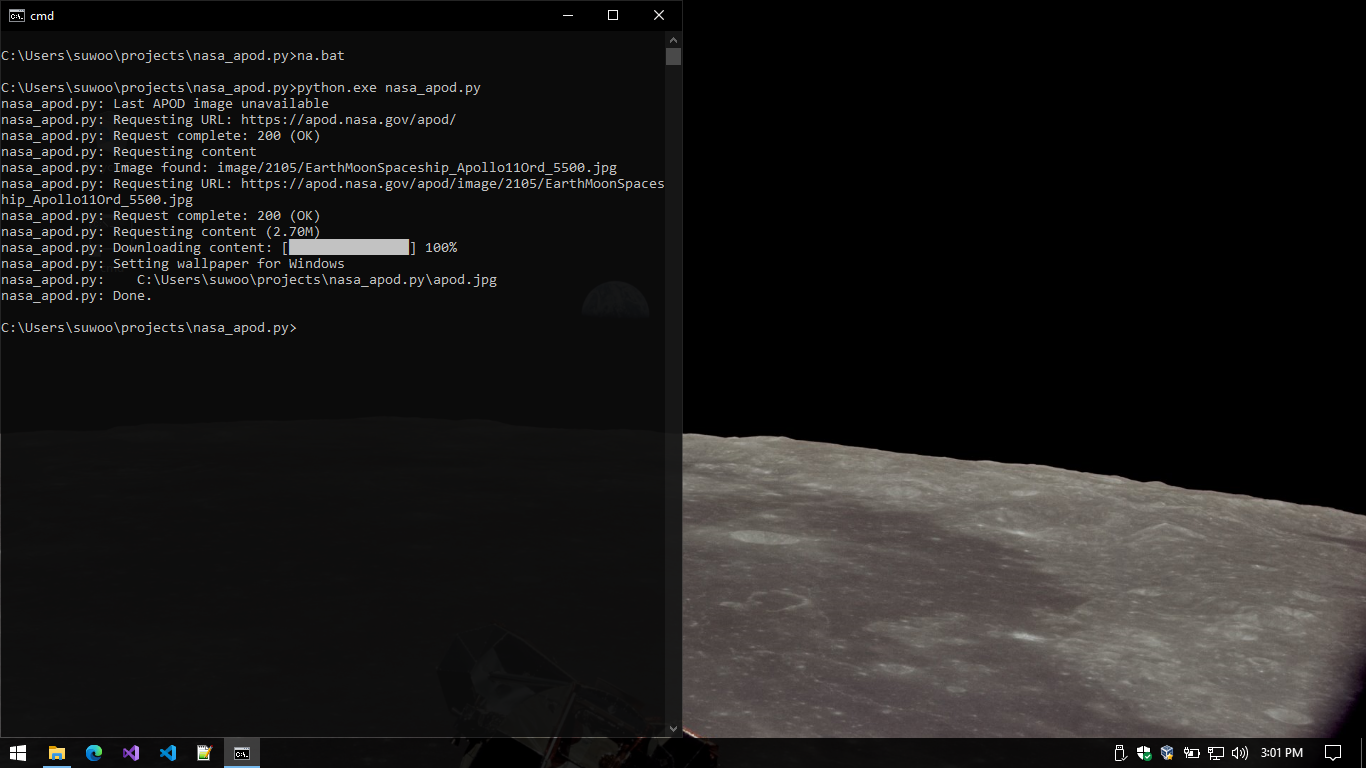 cmd
C:\Users\suwoo\projects\nasa_apod.py>na.bat
C:\Users\suwoo\projects\nasa_apod.py>python.exe nasa_apod.py
nasa_apod.py: Last APOD image unavailable
nasa_apod.py: Requesting URL: https://apod.nasa.gov/apod/
nasa_apod.py: Request complete: 200 (OK)
nasa_apod.py: Requesting content
nasa_apod.py: Image found: image/2105/EarthMoonSpaceship_Apollo11Ord_5500.jpg
nasa_apod.py: Requesting URL: https://apod.nasa.gov/apod/image/2105/EarthMoonSpaces
hip_Apollo11Ord_5500.jpg
nasa_apod.py: Request complete: 200 (OK)
nasa_apod.py: Requesting content (2.70M)
nasa_apod.py: Downloading content: [███████████████] 100%
nasa_apod.py: Setting wallpaper for Windows
nasa_apod.py:    C:\Users\suwoo\projects\nasa_apod.py\apod.jpg
nasa_apod.py: Done.
C:\Users\suwoo\projects\nasa_apod.py>
3:01 PM